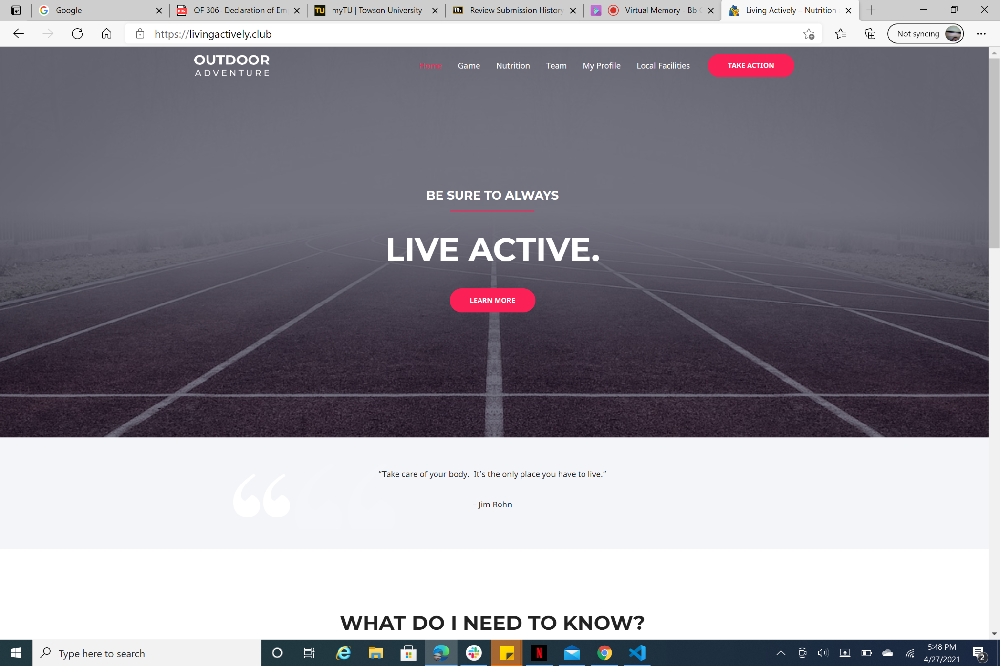 Google
OF 306- Declaration of Em
myTU | Towson University
Review Submission History
Virtual Memory - Bb C
Living Actively – Nutrition
https://livingactively.club
Not syncing
OUTDOOR
ADVENTURE
Home
Game
Nutrition
Team
My Profile
Local Facilities
TAKE ACTION
BE SURE TO ALWAYS
LIVE ACTIVE.
LEARN MORE
“Take care of your body.  It’s the only place you have to live.”
– Jim Rohn
WHAT DO I NEED TO KNOW?
Type here to search
5:48 PM
4/27/2021
2